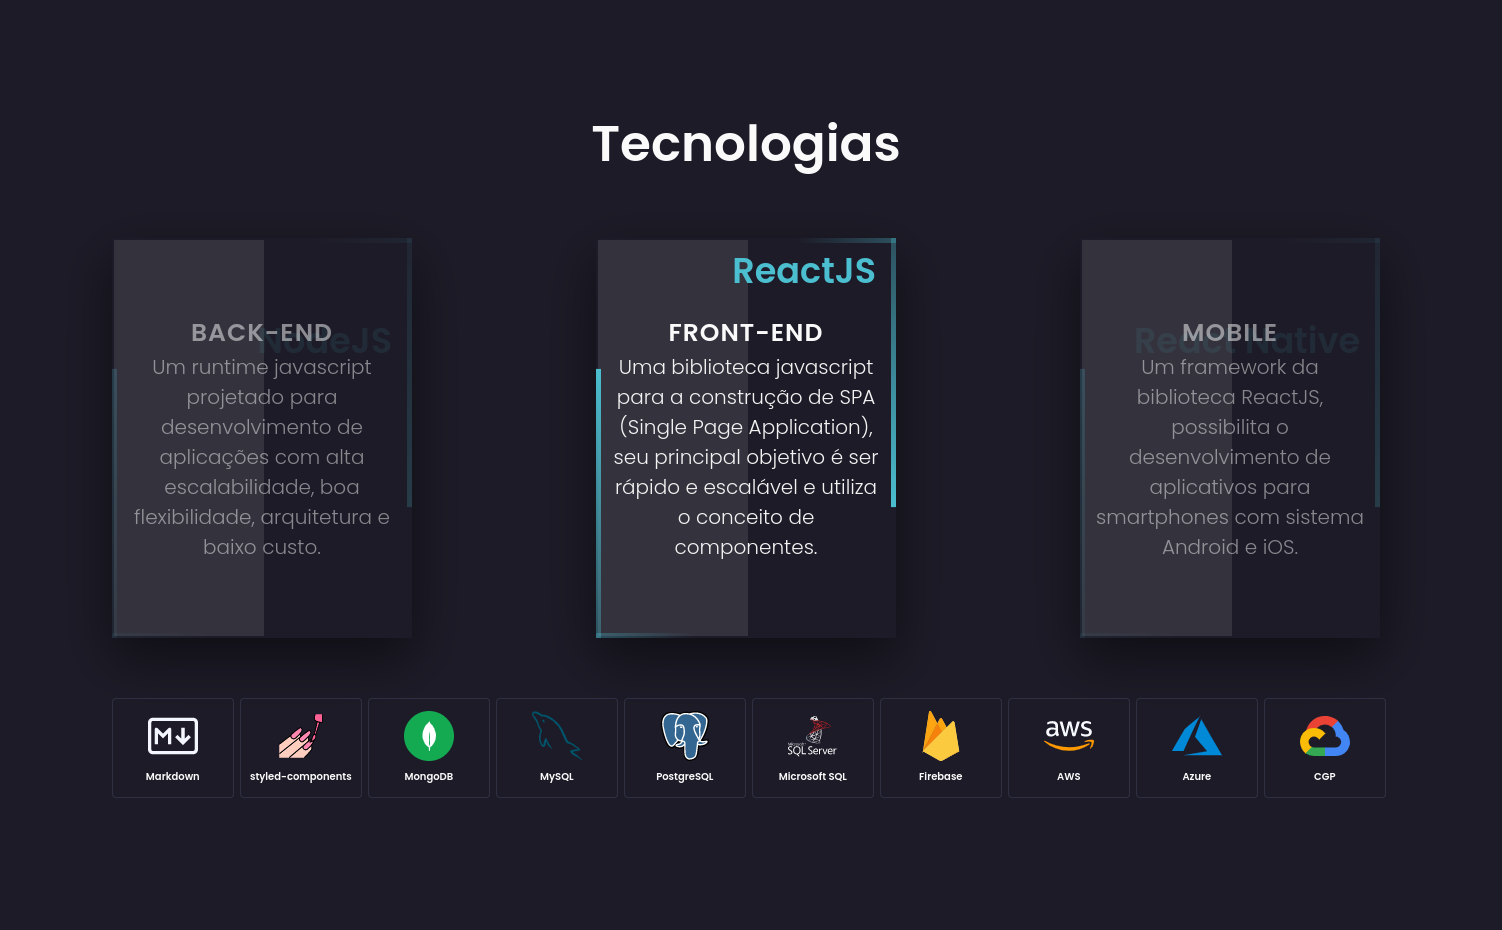 Tecnologias
NodeJS
BACK-END
Um runtime javascript
projetado para
desenvolvimento de
aplicações com alta
escalabilidade, boa
flexibilidade, arquitetura e
baixo custo.
ReactJS
FRONT-END
Uma biblioteca javascript
para a construção de SPA
(Single Page Application),
seu principal objetivo é ser
rápido e escalável e utiliza
o conceito de
componentes.
React Native
MOBILE
Um framework da
biblioteca ReactJS,
possibilita o
desenvolvimento de
aplicativos para
smartphones com sistema
Android e iOS.
Markdown
styled-components
MongoDB
MySQL
PostgreSQL
Microsoft
SQL Server
Microsoft SQL
Firebase
aws
AWS
Azure
CGP